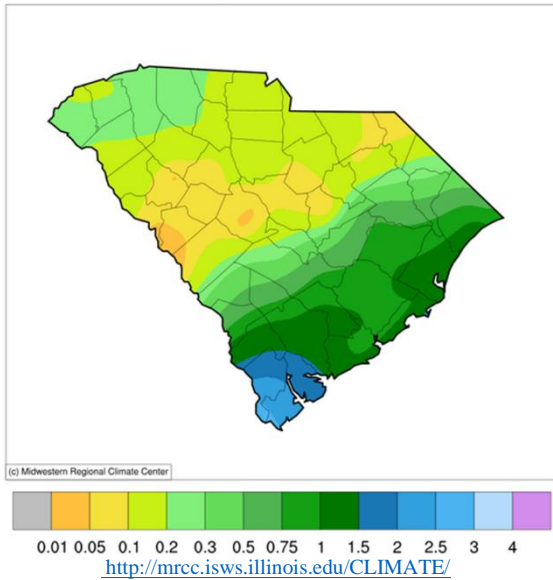 (c) Midwestern Regional Climate Center
0.01 0.05 0.1 0.2 0.3 0.5 0.75 1 1.5 2 2.5 3 4
http://mrcc.isws.illinois.edu/CLIMATE/